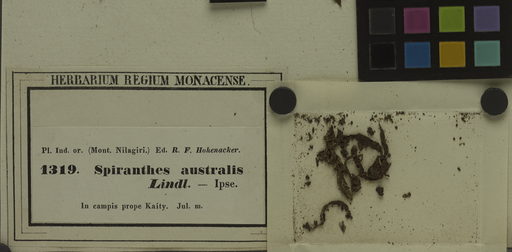 HERBARIUM REGIUM MONACENSE.
Pl. Ind. or. (Mont. Nilagiri.) Ed. R. F. Hohenacker.
1319. Spiranthes australis
Lindl. — Ipse.
In campis prope Kaity. Jul. m.